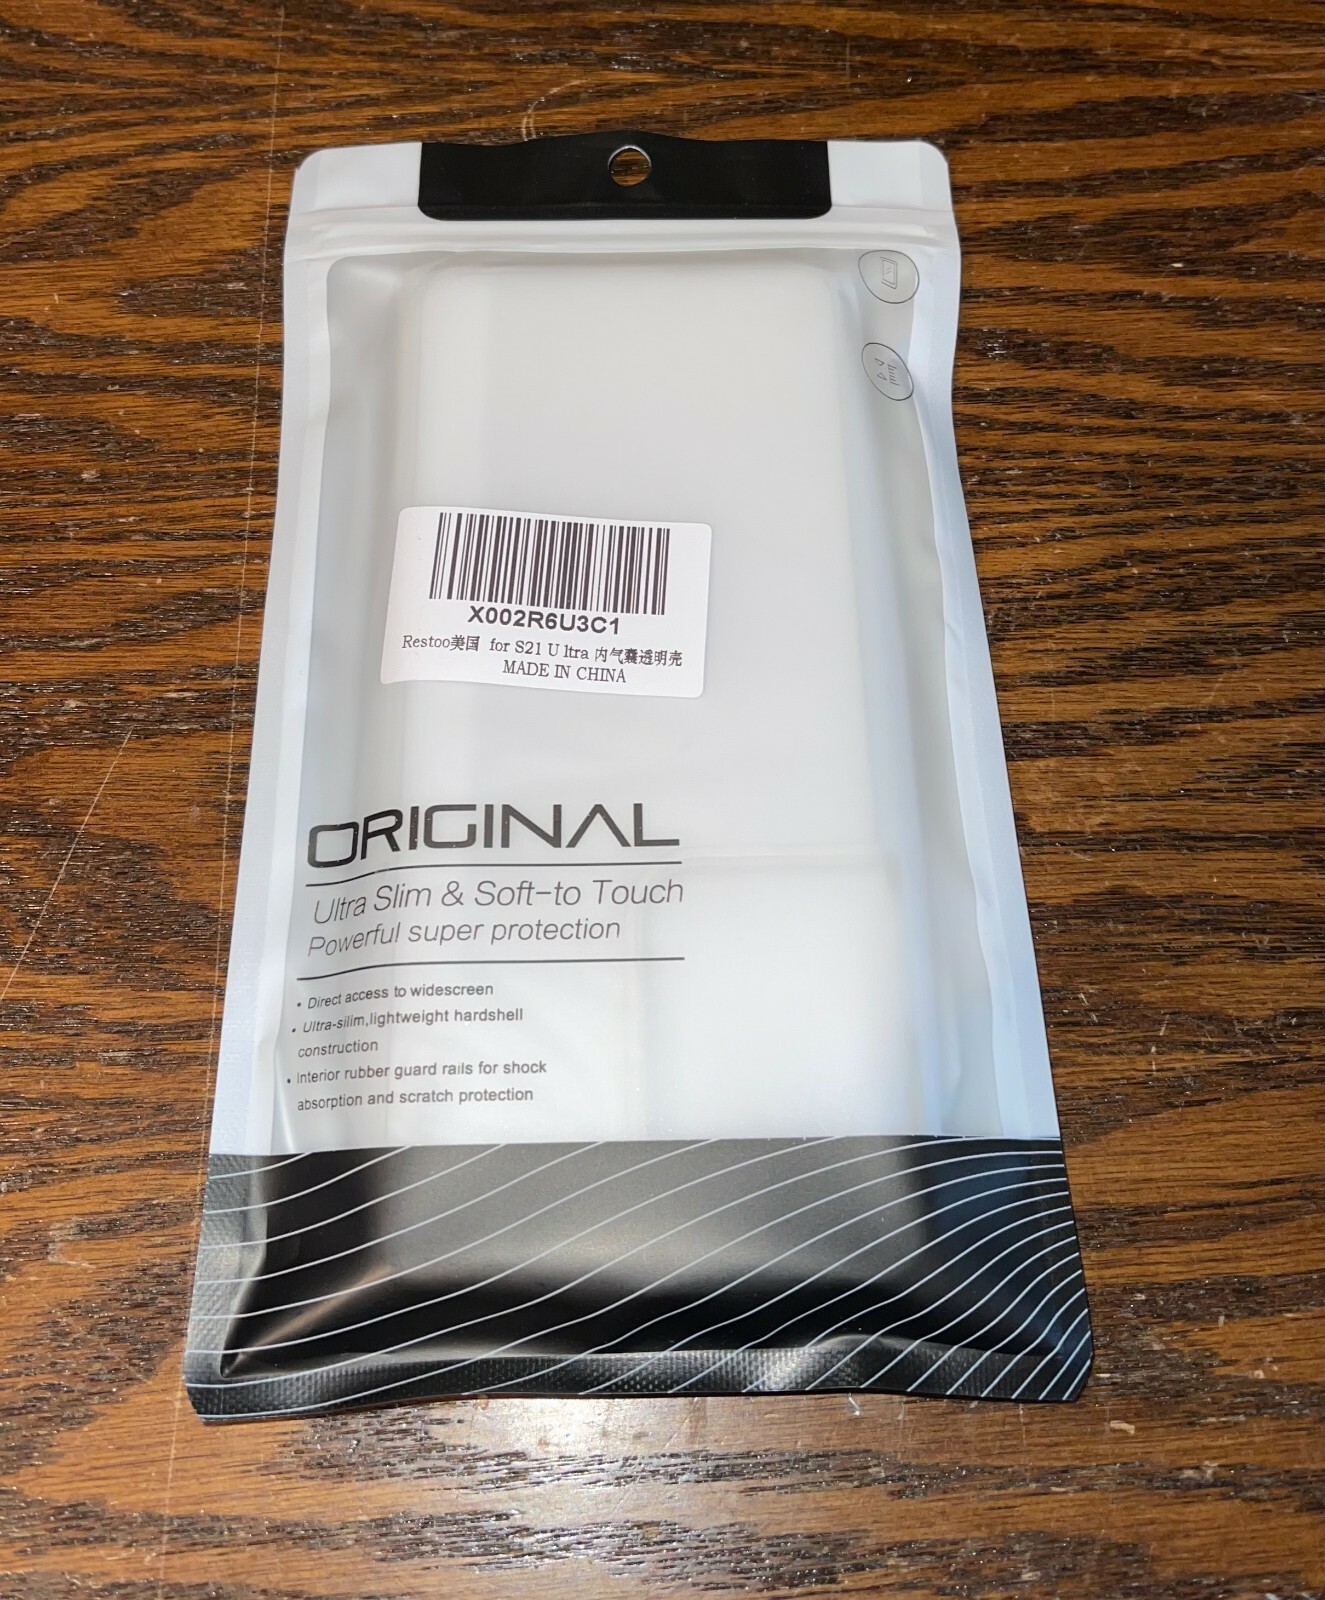 X002R6U3C1
Restoo美国 for S21 U ltra 内气囊透明壳
MADE IN CHINA
ORIGINAL
Ultra Slim & Soft-to Touch
Powerful super protection
• Direct access to widescreen
• Ultra-silim,lightweight hardshell
construction
• Interior rubber guard rails for shock
absorption and scratch protection